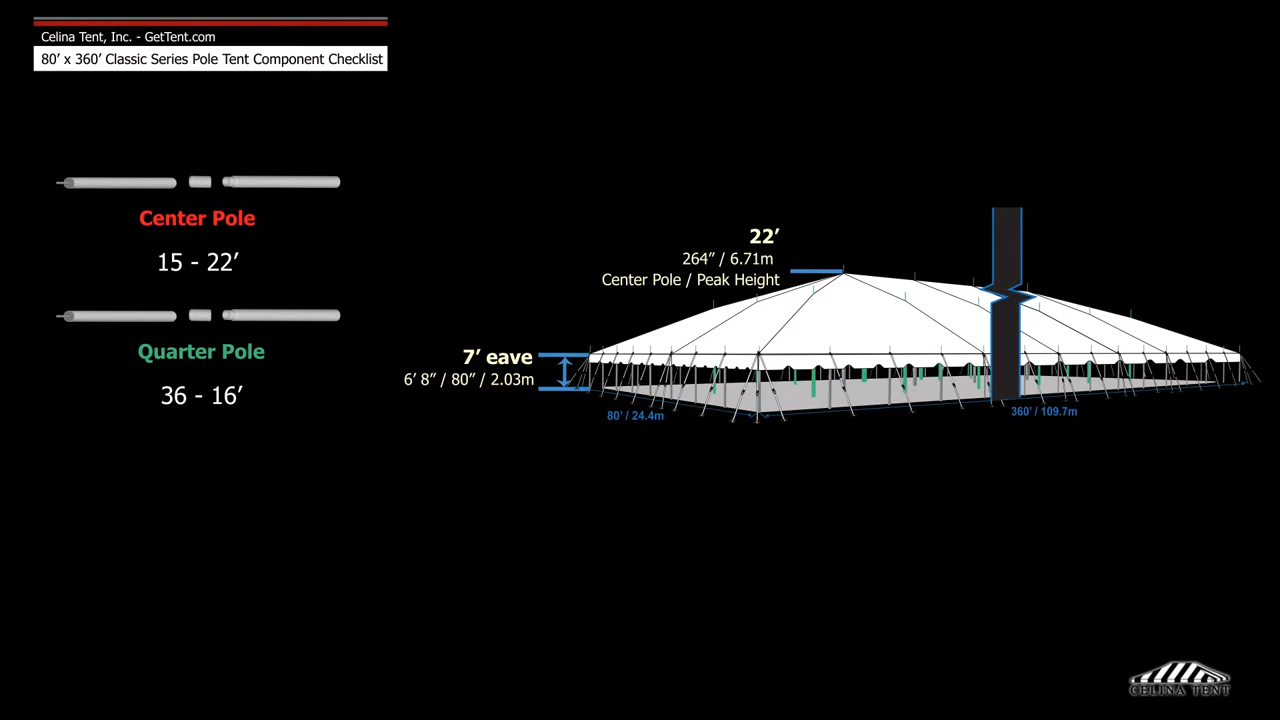 Celina Tent, Inc. - GetTent.com
80’ x 360’ Classic Series Pole Tent Component Checklist
Center Pole
15 - 22’
Quarter Pole
36 - 16’
22’
264” / 6.71m
Center Pole / Peak Height
7’ eave
6’ 8” / 80” / 2.03m
80’ / 24.4m
360’ / 109.7m
CELINA TENT